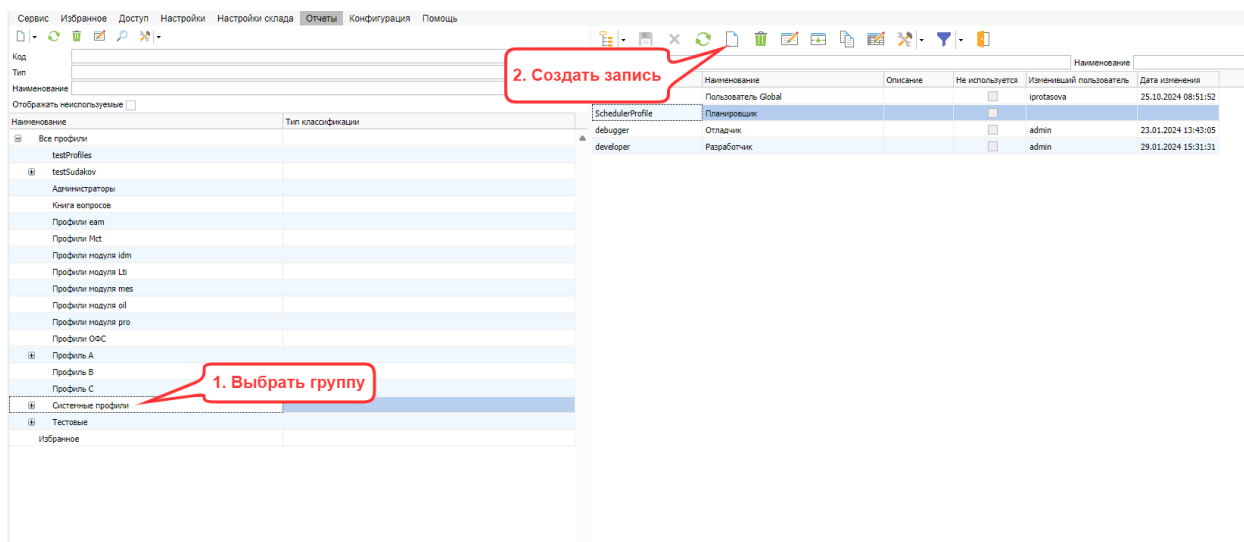 Сервис Избранное Доступ Настройки Настройки склада Отчеты Конфигурация Помощь
Код
Тип
Наименование
Отображать неиспользуемые
Наименование Тип классификации
Все профили
testProfiles
testSudakov
Администраторы
Книга вопросов
Профили eam
Профили Mct
Профили модуля idm
Профили модуля Lti
Профили модуля mes
Профили модуля oil
Профили модуля pro
Профили ОФС
Профиль A
Профиль B
Профиль C
1. Выбрать группу
Системные профили
Тестовые
Избранное
2. Создать запись
Наименование
Наименование Описание Не используется Изменивший пользователь Дата изменения
Пользователь Global iprotasova 25.10.2024 08:51:52
SchedulerProfile Планировщик
debugger Отладчик admin 23.01.2024 13:43:05
developer Разработчик admin 29.01.2024 15:31:31